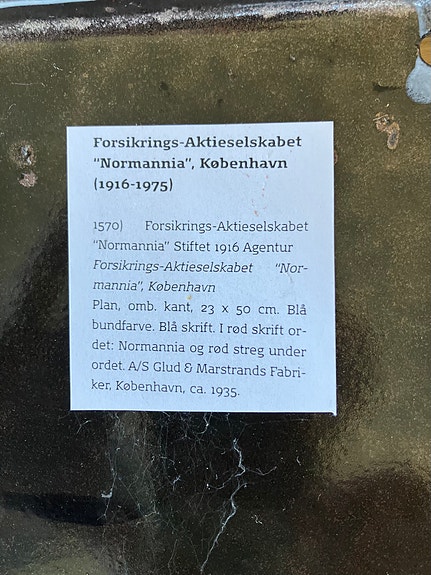 Forsikrings-Aktieselskabet
"Normannia", København
(1916-1975)
1570) Forsikrings-Aktieselskabet
"Normannia" Stiftet 1916 Agentur
Forsikrings-Aktieselskabet "Nor-
mannia", København
Plan, omb. kant, 23 x 50 cm. Blå
bundfarve. Blå skrift. I rød skrift or-
det: Normannia og rød streg under
ordet. A/S Glud & Marstrands Fabri-
ker, København, ca. 1935.